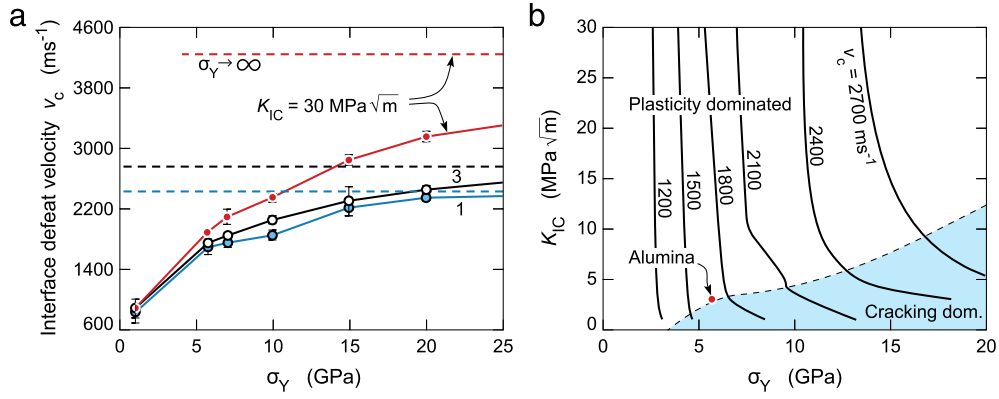 a
Interface defeat velocity v_c (ms⁻¹)
4600
3800
3000
2200
1400
600
0
5
10
15
20
25
σ_Y (GPa)
σ_Y → ∞
K_IC = 30 MPa √m
3
1
b
K_IC (MPa √m)
30
25
20
15
10
5
0
0
5
10
15
20
σ_Y (GPa)
Plasticity dominated
1200
1500
1800
2100
2400
v_c = 2700 ms⁻¹
Alumina
Cracking dom.